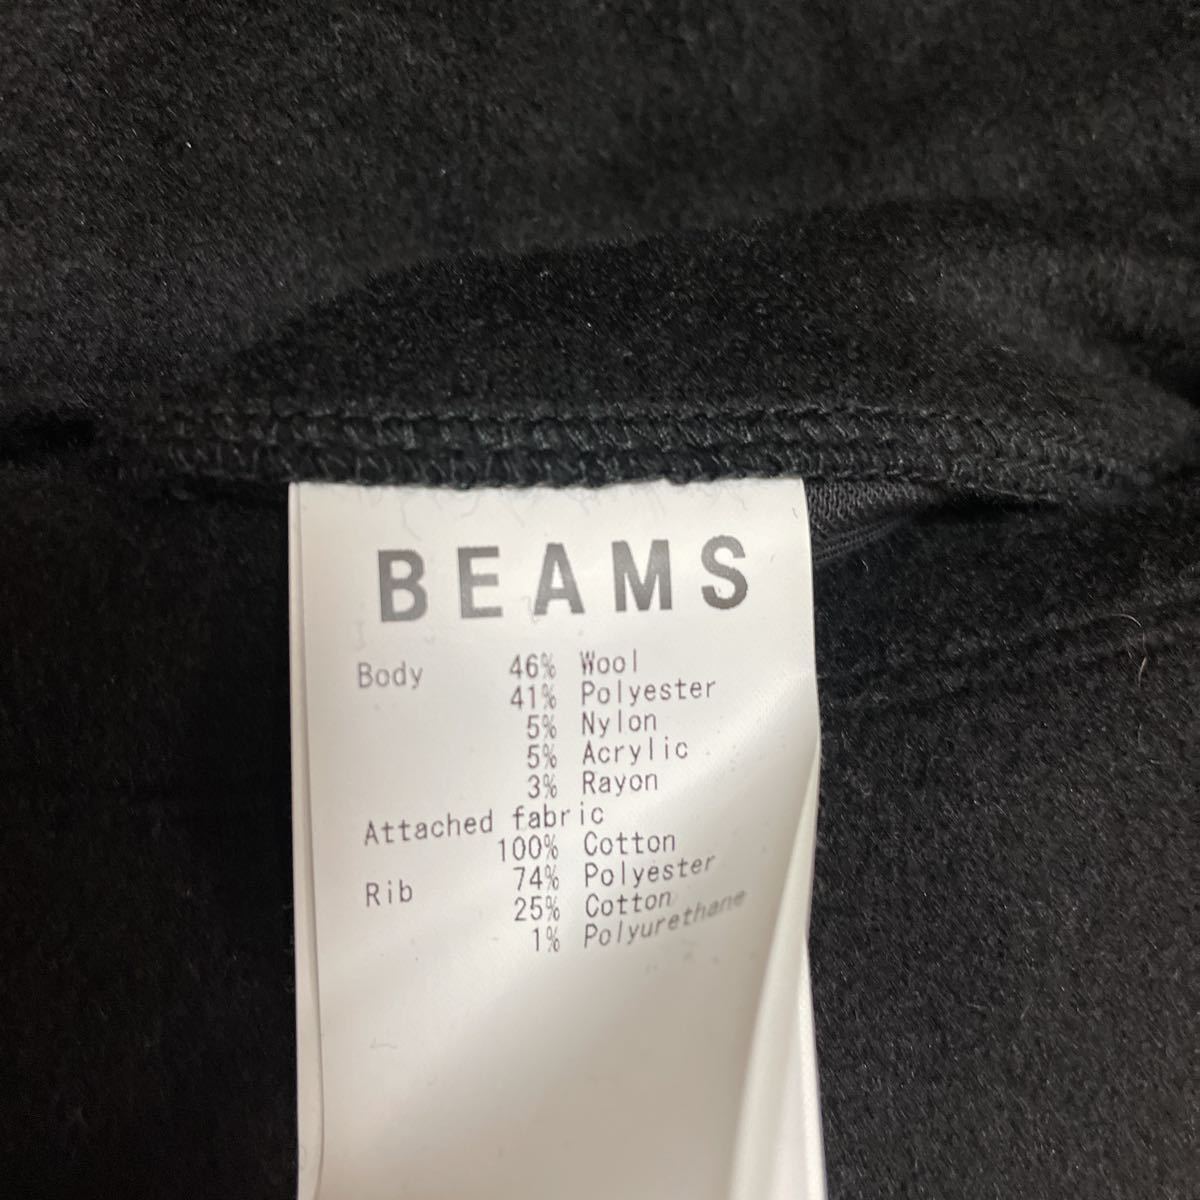 BEAMS
Body 46% Wool
41% Polyester
5% Nylon
5% Acrylic
3% Rayon
Attached fabric
100% Cotton
Rib 74% Polyester
25% Cotton
1% Polyurethane